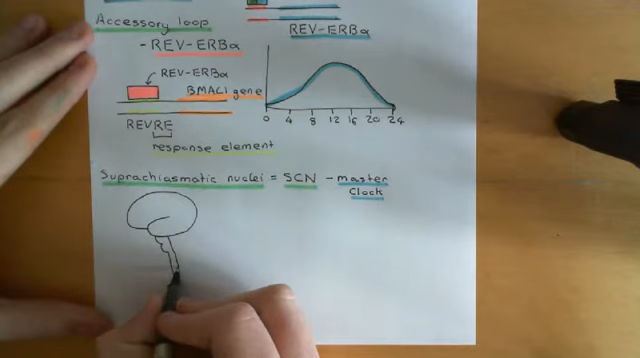 Accessory loop
REV-ERBα
- REV-ERBα
REV-ERBα
BMAL1 gene
REVRE
response element
0 4 8 12 16 20 24
Suprachiasmatic nuclei = SCN - master
clock